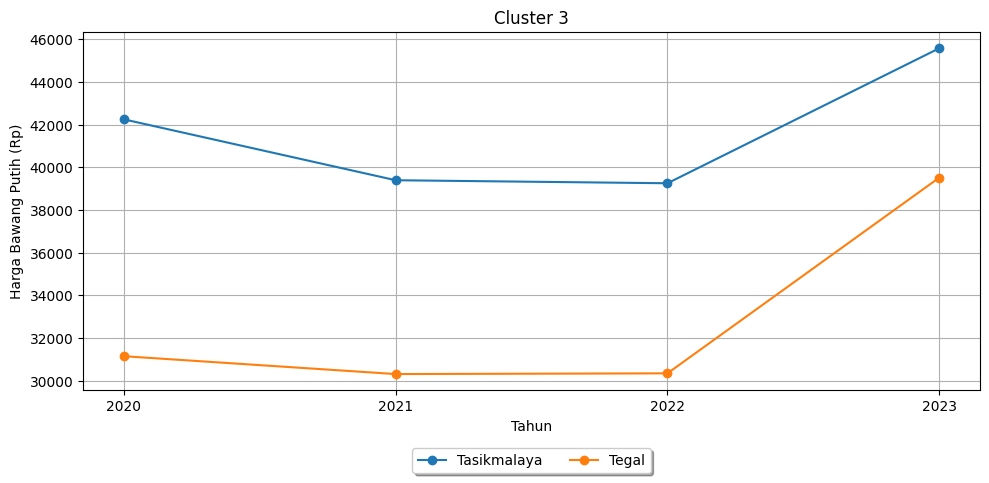 Cluster 3
Harga Bawang Putih (Rp)
46000
44000
42000
40000
38000
36000
34000
32000
30000
2020 2021 2022 2023
Tahun
Tasikmalaya Tegal